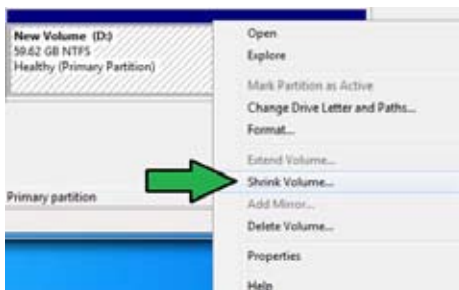 New Volume (D:)
59.62 GB NTFS
Healthy (Primary Partition)
Primary partition
Open
Explore
Mark Partition as Active
Change Drive Letter and Paths...
Format...
Extend Volume...
Shrink Volume...
Add Mirror...
Delete Volume...
Properties
Help